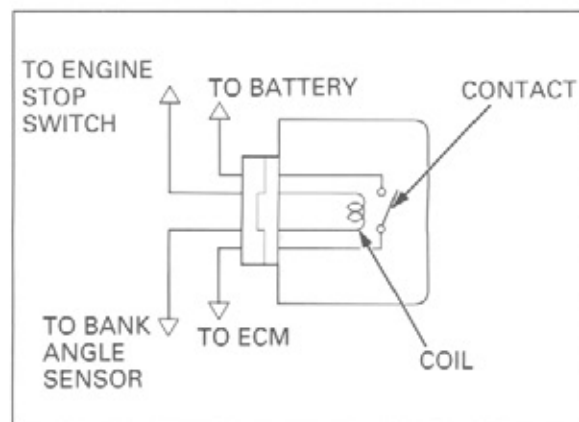 TO ENGINE
STOP
SWITCH
TO BATTERY
CONTACT
TO BANK
ANGLE
SENSOR
TO ECM
COIL